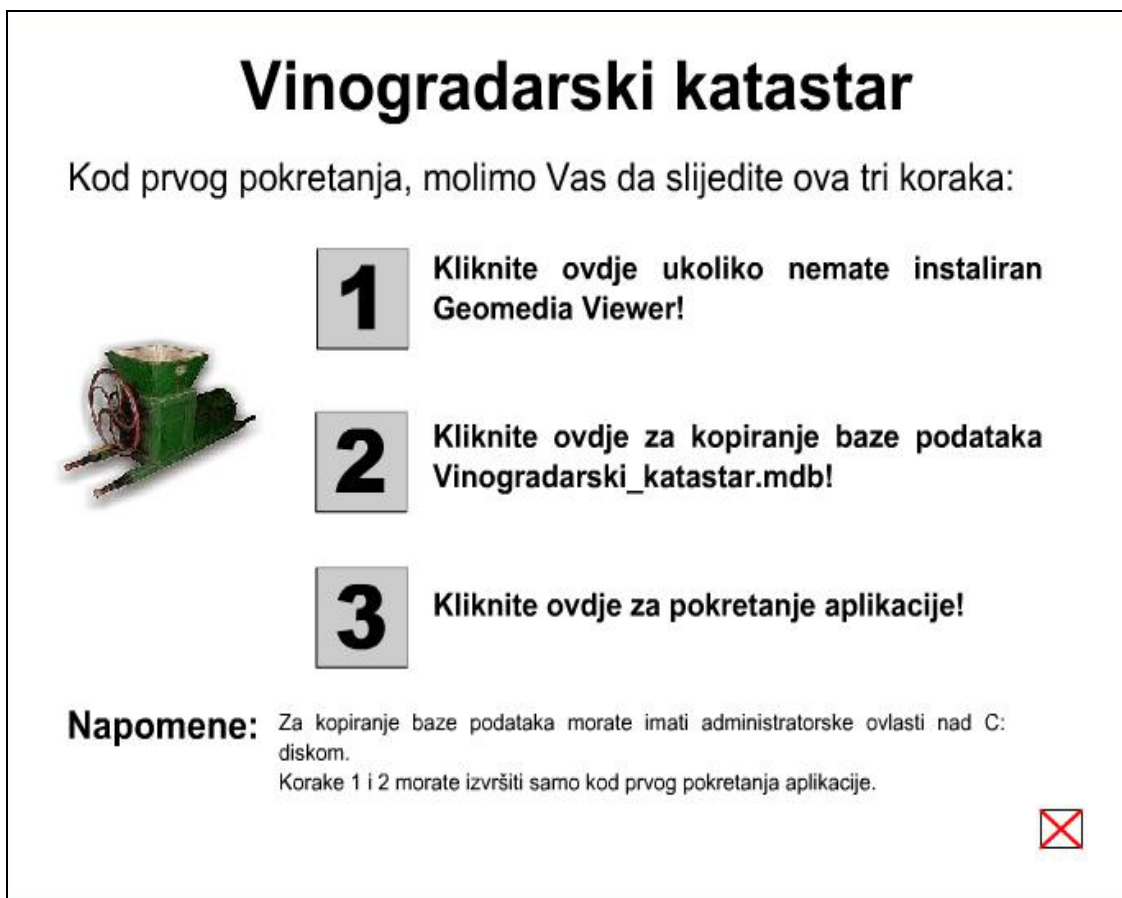 Vinogradarski katastar
Kod prvog pokretanja, molimo Vas da slijedite ova tri koraka:
1
Kliknite ovdje ukoliko nemate instaliran
Geomedia Viewer!
2
Kliknite ovdje za kopiranje baze podataka
Vinogradarski_katastar.mdb!
3
Kliknite ovdje za pokretanje aplikacije!
Napomene:
Za kopiranje baze podataka morate imati administratorske ovlasti nad C:
diskom.
Korake 1 i 2 morate izvršiti samo kod prvog pokretanja aplikacije.